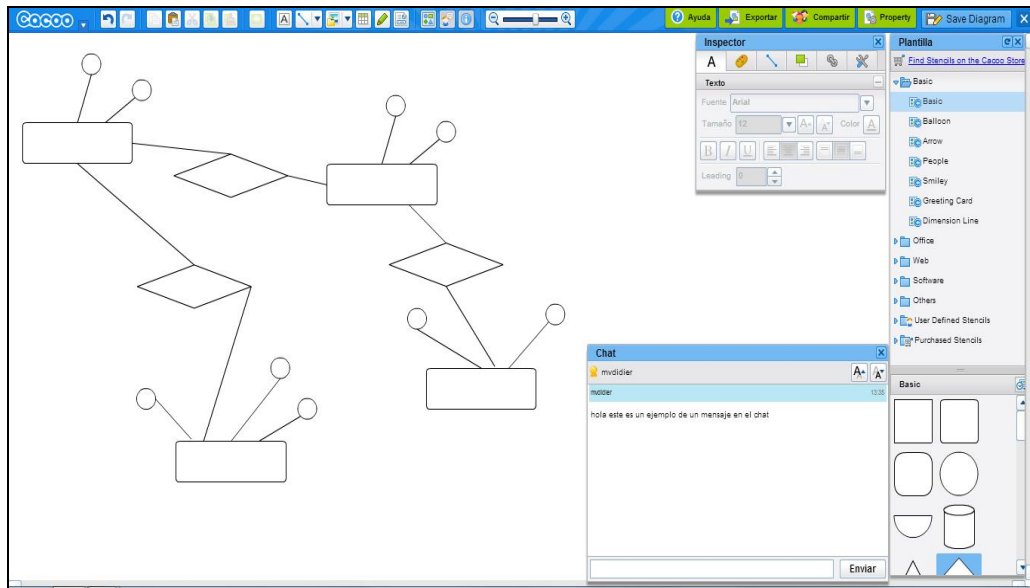 cacoo
Ayuda
Exportar
Compartir
Property
Save Diagram
Inspector
A
Texto
Fuente Arial
Tamaño 12 A A Color A
B I U
Leading 0
Plantilla
Find Stencils on the Cacoo Store
Basic
Basic
Balloon
Arrow
People
Smiley
Greeting Card
Dimension Line
Office
Web
Software
Others
User Defined Stencils
Purchased Stencils
Basic
Chat
mvdidier
A A
mvdidier 13:35
hola este es un ejemplo de un mensaje en el chat
Enviar